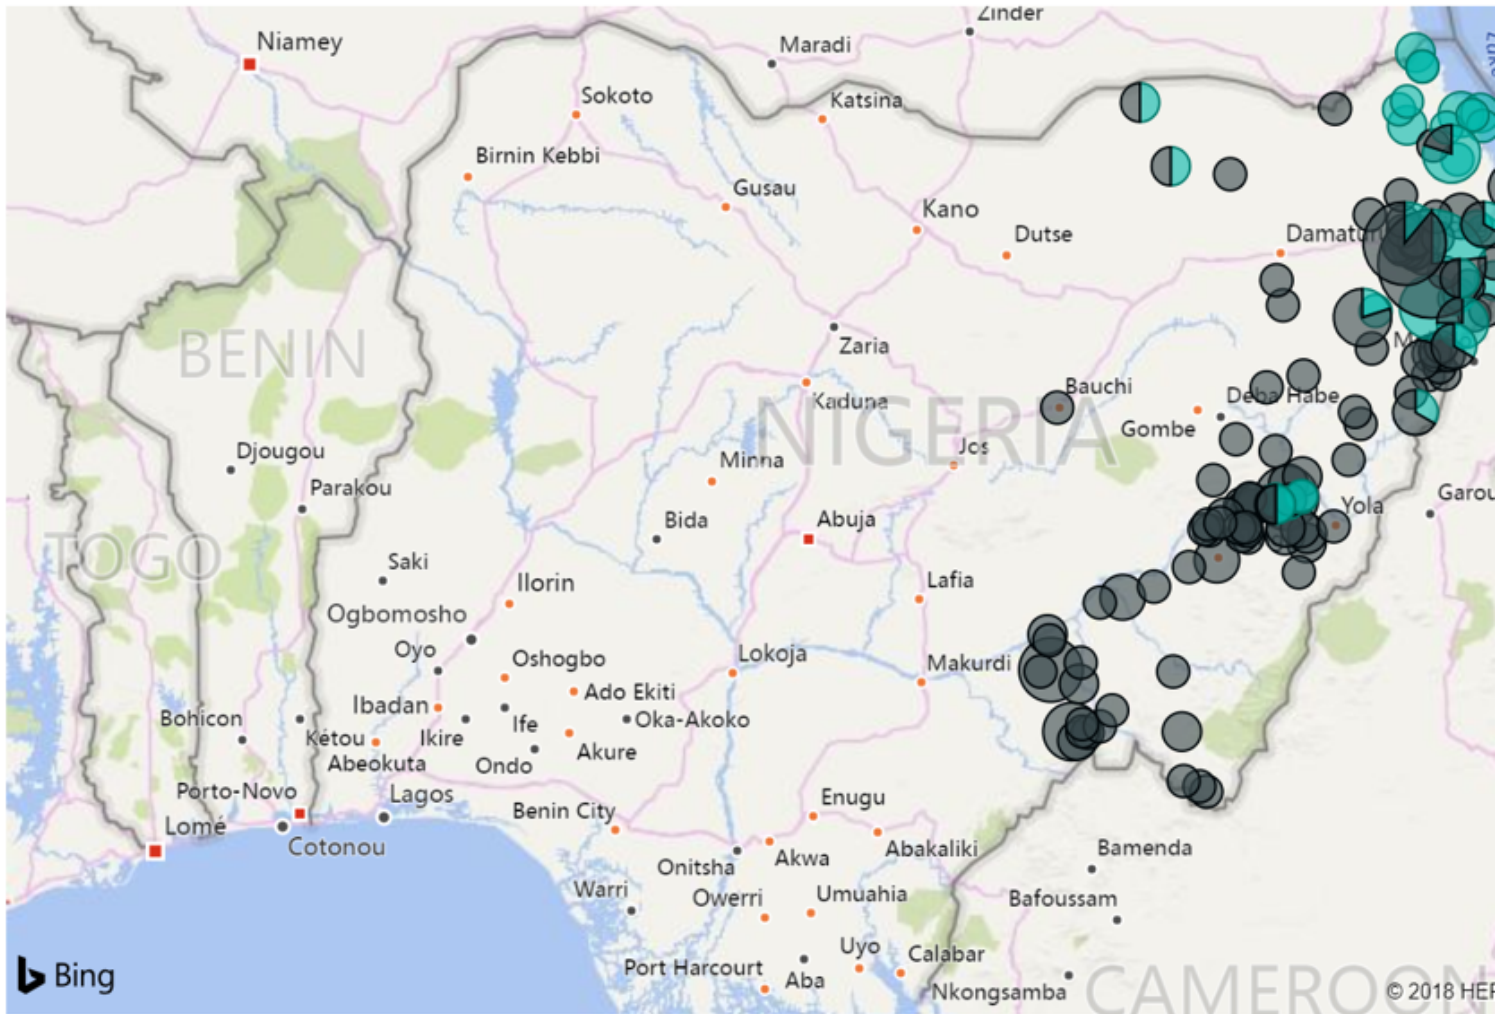 Zinder
Niamey
Maradi
Sokoto
Katsina
Birnin Kebbi
Gusau
Kano
Dutse
Damatur
Zaria
BENIN
Kaduna
NIGERIA
Bauchi
Deba Habe
Gombe
Jos
Djougou
Minna
Parakou
Garou
Yola
Bida
Abuja
TOGO
Saki
Ilorin
Lafia
Ogbomosho
Oyo
Oshogbo
Lokoja
Makurdi
Ado Ekiti
Ibadan
Bohicon
Kétou
Ikire
Ife
Oka-Akoko
Abeokuta
Ondo
Akure
Porto-Novo
Lagos
Benin City
Enugu
Lomé
Cotonou
Onitsha
Akwa
Abakaliki
Bamenda
Warri
Owerri
Umuahia
Bafoussam
Uyo
Calabar
Port Harcourt
Aba
Nkongsamba
CAMEROON
Bing
© 2018 HER